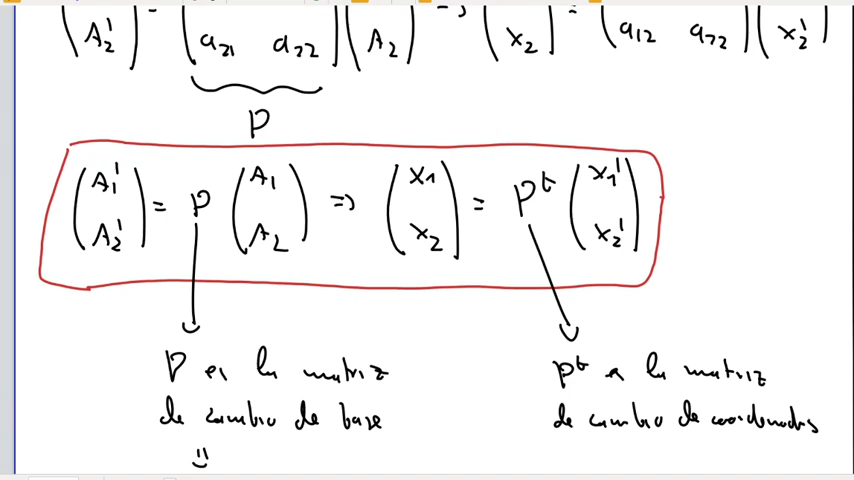 (A₂') = (a₂₁ a₂₂)(A₂) => (x₂) = (a₁₂ a₂₂)(x₂')
P
(A₁' A₂') = P (A₁ A₂) => (x₁ x₂) = Pᵗ (x₁' x₂')
P es la matriz
de cambio de base
Pᵗ es la matriz
de cambio de coordenadas